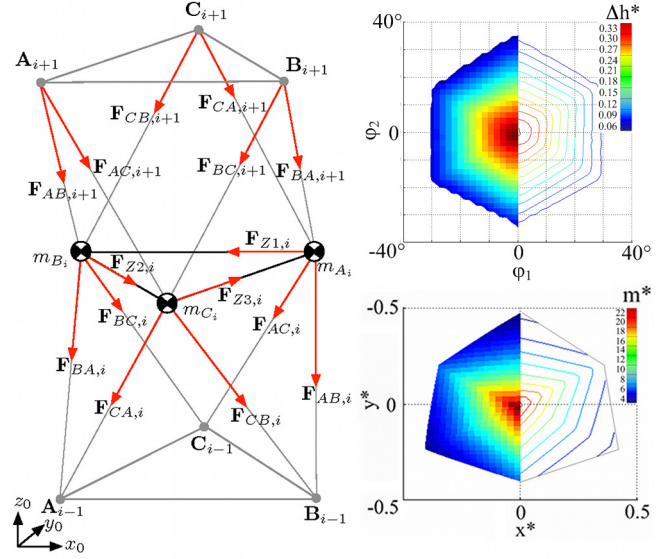 C_{i+1}
A_{i+1}
B_{i+1}
F_{CB,i+1}
F_{CA,i+1}
F_{AC,i+1}
F_{BC,i+1}
F_{BA,i+1}
F_{AB,i+1}
F_{Z1,i}
m_{B_i}
F_{Z2,i}
m_{A_i}
F_{Z3,i}
m_{C_i}
F_{BC,i}
F_{AC,i}
F_{BA,i}
F_{CA,i}
F_{CB,i}
F_{AB,i}
C_{i-1}
A_{i-1}
B_{i-1}
z_0
y_0
x_0
40°
Δh*
0.33
0.30
0.27
0.24
0.21
0.18
0.15
0.12
0.09
0.06
φ_2
0
-40°
0
40°
φ_1
-0.5
m*
22
20
18
16
14
12
10
8
6
4
y*
0
-0.5
0
0.5
x*